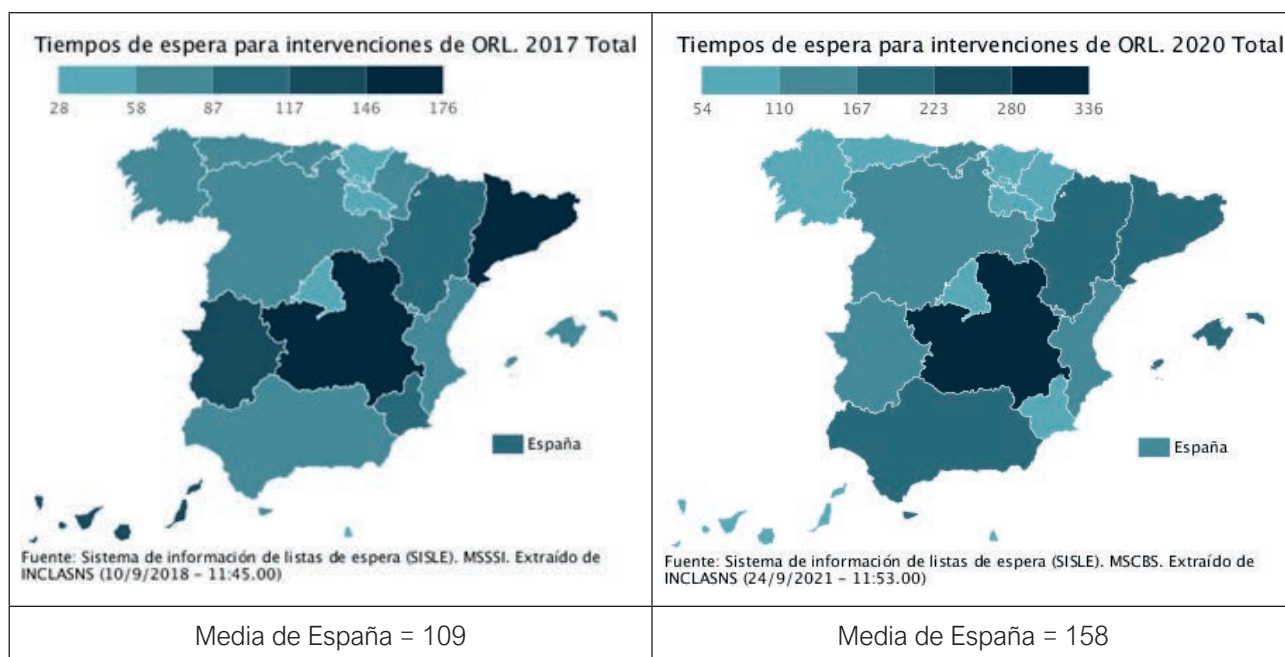 Tiempos de espera para intervenciones de ORL. 2017 Total
28 58 87 117 146 176
España
Fuente: Sistema de información de listas de espera (SISLE). MSSSI. Extraído de
INCLASNS (10/9/2018 - 11:45.00)
Media de España = 109
Tiempos de espera para intervenciones de ORL. 2020 Total
54 110 167 223 280 336
España
Fuente: Sistema de información de listas de espera (SISLE). MSCBS. Extraído de
INCLASNS (24/9/2021 - 11:53.00)
Media de España = 158